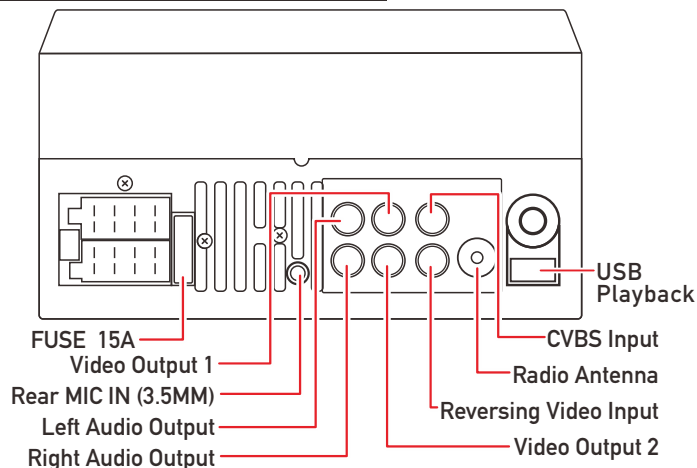 FUSE 15A
Video Output 1
Rear MIC IN (3.5MM)
Left Audio Output
Right Audio Output
USB
Playback
CVBS Input
Radio Antenna
Reversing Video Input
Video Output 2